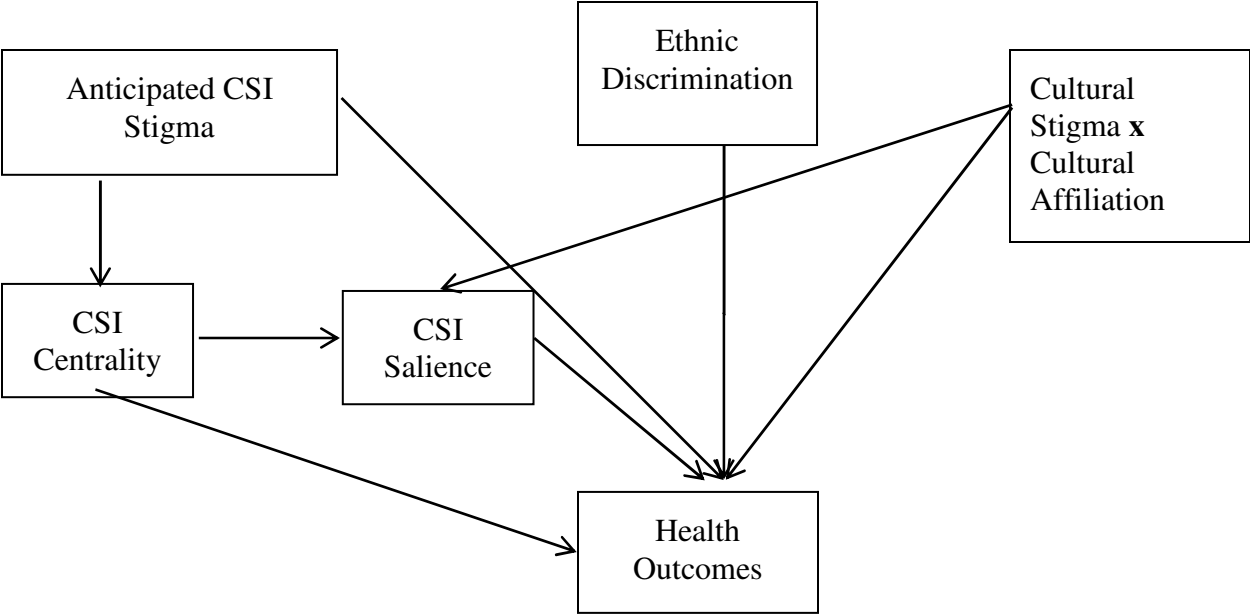 Ethnic
Discrimination
Anticipated CSI
Stigma
Cultural
Stigma x
Cultural
Affiliation
CSI
Centrality
CSI
Salience
Health
Outcomes